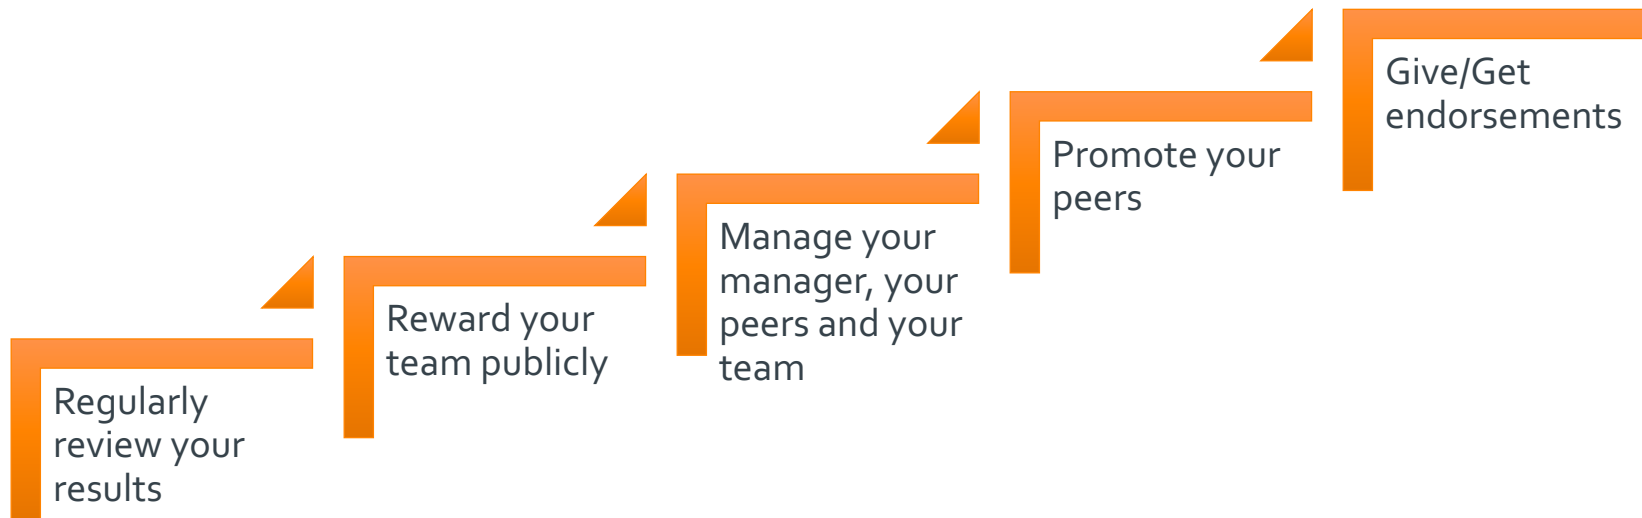 Regularly
review your
results
Reward your
team publicly
Manage your
manager, your
peers and your
team
Promote your
peers
Give/Get
endorsements